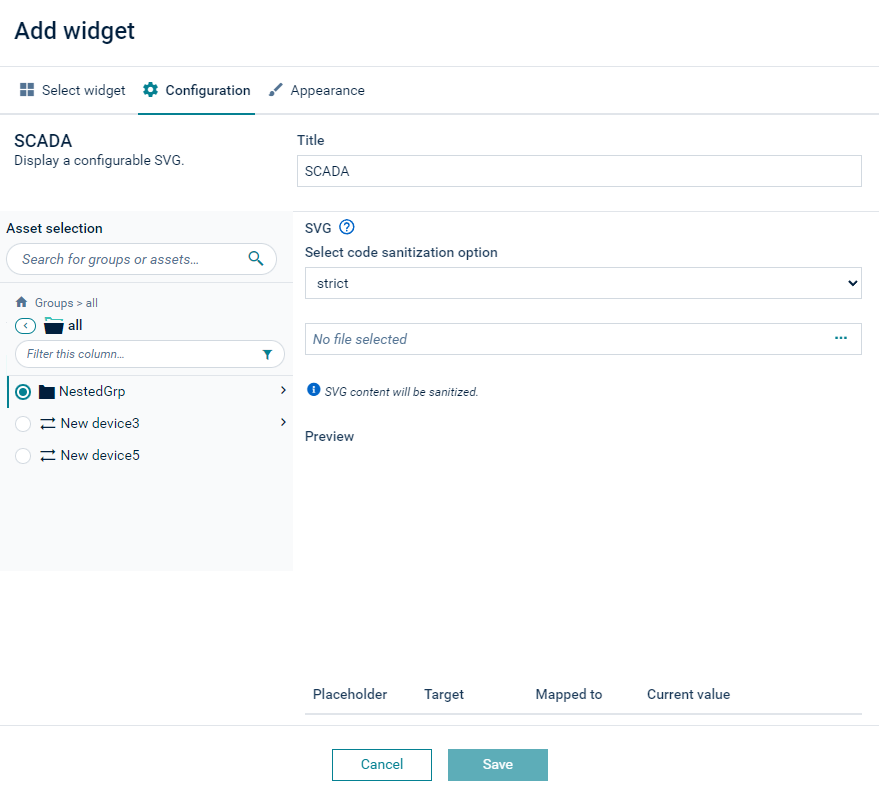 Add widget
Select widget Configuration Appearance
SCADA
Display a configurable SVG.
Title
SCADA
Asset selection
Search for groups or assets...
Groups > all
all
Filter this column...
NestedGrp
New device3
New device5
SVG
Select code sanitization option
strict
No file selected
SVG content will be sanitized.
Preview
Placeholder Target Mapped to Current value
Cancel Save